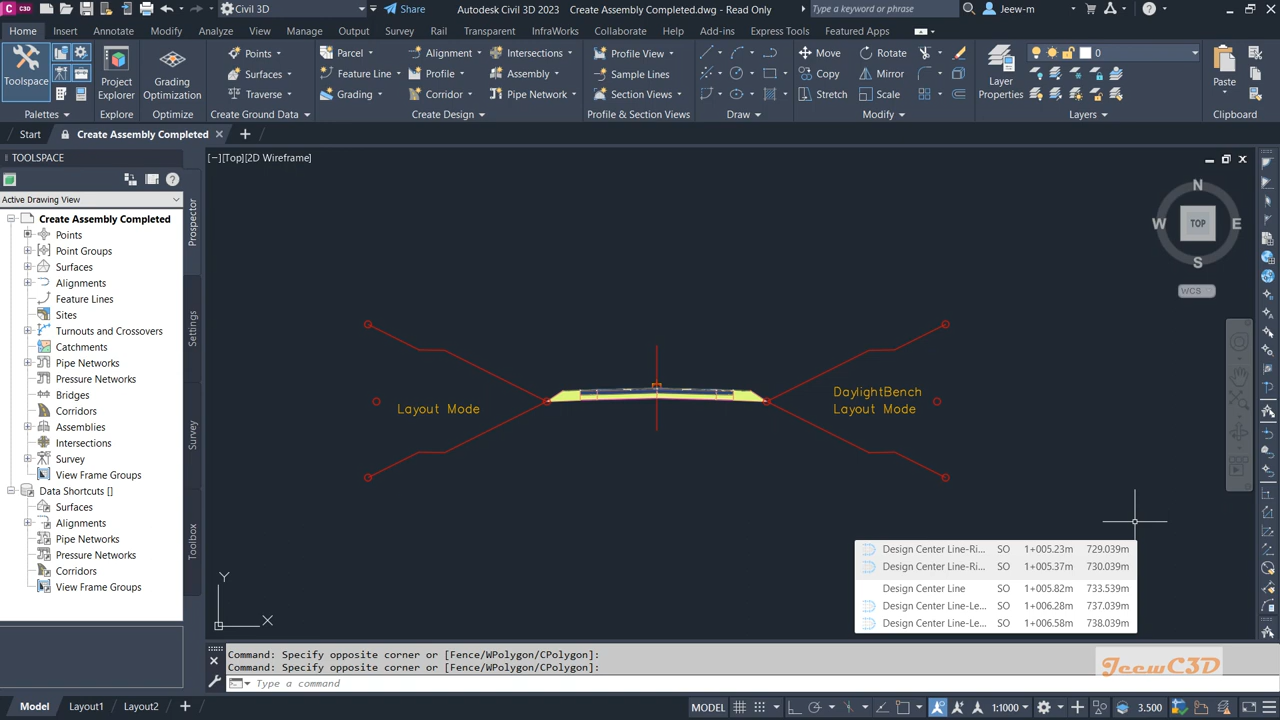 C3D
Civil 3D
Share
Autodesk Civil 3D 2023
Create Assembly Completed.dwg - Read Only
Type a keyword or phrase
Jeew-m
Home
Insert
Annotate
Modify
Analyze
View
Manage
Output
Survey
Rail
Transparent
InfraWorks
Collaborate
Help
Add-ins
Express Tools
Featured Apps
Toolspace
Palettes
Project
Explorer
Explore
Grading
Optimization
Optimize
Points
Surfaces
Traverse
Create Ground Data
Parcel
Feature Line
Grading
Alignment
Profile
Corridor
Intersections
Assembly
Pipe Network
Create Design
Profile View
Sample Lines
Section Views
Profile & Section Views
Draw
Move
Copy
Stretch
Rotate
Mirror
Scale
Modify
Layer
Properties
0
Layers
Paste
Clipboard
Start
Create Assembly Completed
TOOLSPACE
Active Drawing View
Create Assembly Completed
Points
Point Groups
Surfaces
Alignments
Feature Lines
Sites
Turnouts and Crossovers
Catchments
Pipe Networks
Pressure Networks
Bridges
Corridors
Assemblies
Intersections
Survey
View Frame Groups
Data Shortcuts []
Surfaces
Alignments
Pipe Networks
Pressure Networks
Corridors
View Frame Groups
Prospector
Settings
Survey
Toolbox
[−][Top][2D Wireframe]
N
W
TOP
E
S
WCS
Layout Mode
DaylightBench
Layout Mode
Y
X
Design Center Line-Ri... SO 1+005.23m 729.039m
Design Center Line-Ri... SO 1+005.37m 730.039m
Design Center Line SO 1+005.82m 733.539m
Design Center Line-Le... SO 1+006.28m 737.039m
Design Center Line-Le... SO 1+006.58m 738.039m
Command: Specify opposite corner or [Fence/WPolygon/CPolygon]:
Command: Specify opposite corner or [Fence/WPolygon/CPolygon]:
Type a command
JeewC3D
Model
Layout1
Layout2
MODEL
1:1000
3.500